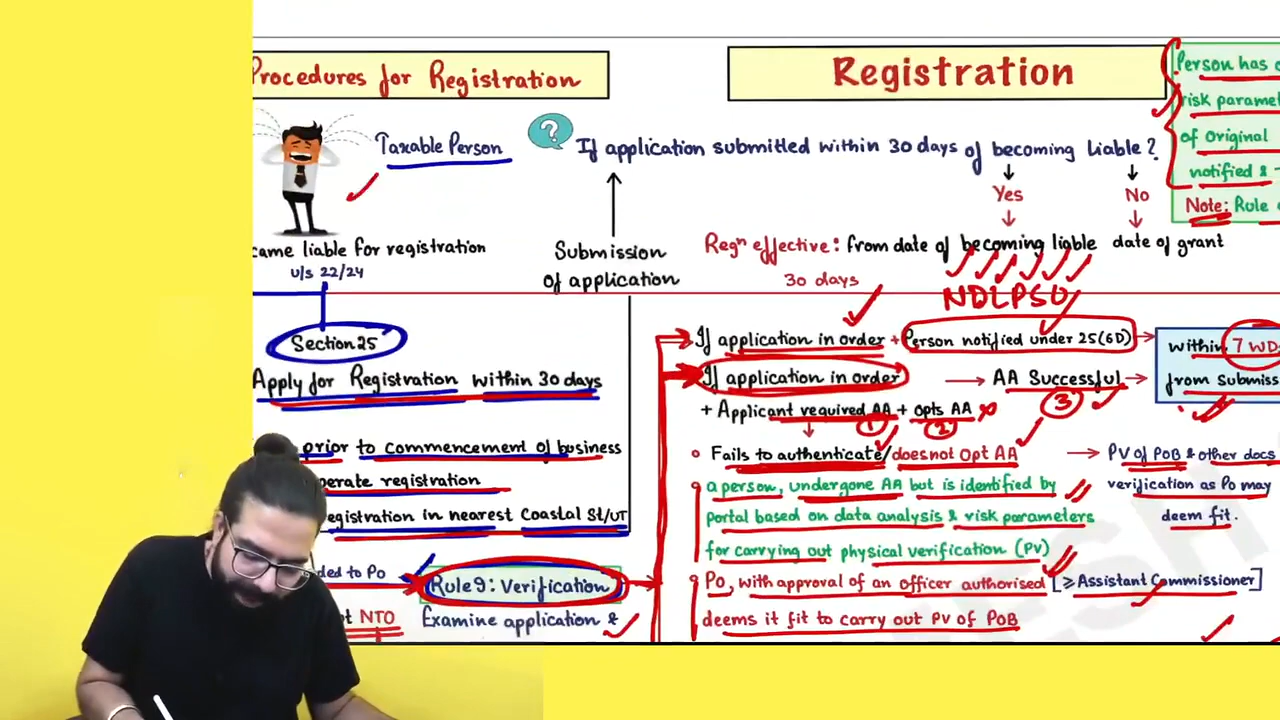 Procedures for Registration
Registration
Person has
risk parame
of Original
notified &
Note: Rule
Taxable Person
?
If application submitted within 30 days of becoming Liable?
Yes No
came liable for registration
u/s 22/24
Submission
of application
Regⁿ effective: from date of becoming liable date of grant
30 days
NDLPSU
Section 25
Apply for Registration within 30 days
prior to commencement of business
perate registration
registration in nearest Coastal St/UT
ded to Po
Rule 9: Verification
NTO
Examine application &
If application in order + Person notified under 25(6D)
within 7 WD
from submiss
If application in order → AA Successful
3
+ Applicant required AA + opts AA
1 2
Fails to authenticate/does not Opt AA → PV of POB & other docs
verification as Po may
deem fit.
a person, undergone AA but is identified by
portal based on data analysis & risk parameters
for carrying out physical verification (PV)
PO, with approval of an officer authorised [≥Assistant Commissioner]
deems it fit to carry out PV of POB